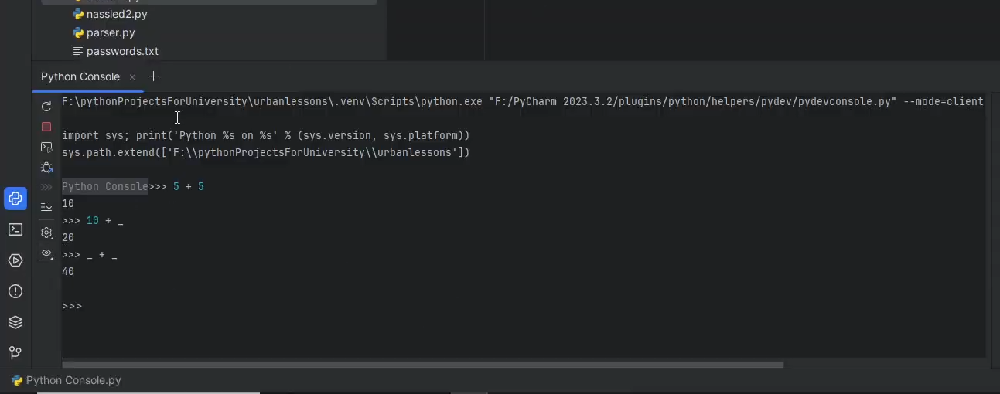 nassled2.py
parser.py
passwords.txt
Python Console
F:\pythonProjectsForUniversity\urbanlessons\.venv\Scripts\python.exe "F:/PyCharm 2023.3.2/plugins/python/helpers/pydev/pydevconsole.py" --mode=client
import sys; print('Python %s on %s' % (sys.version, sys.platform))
sys.path.extend(['F:\\pythonProjectsForUniversity\\urbanlessons'])
Python Console>>> 5 + 5
10
>>> 10 + _
20
>>> _ + _
40
>>>
Python Console.py